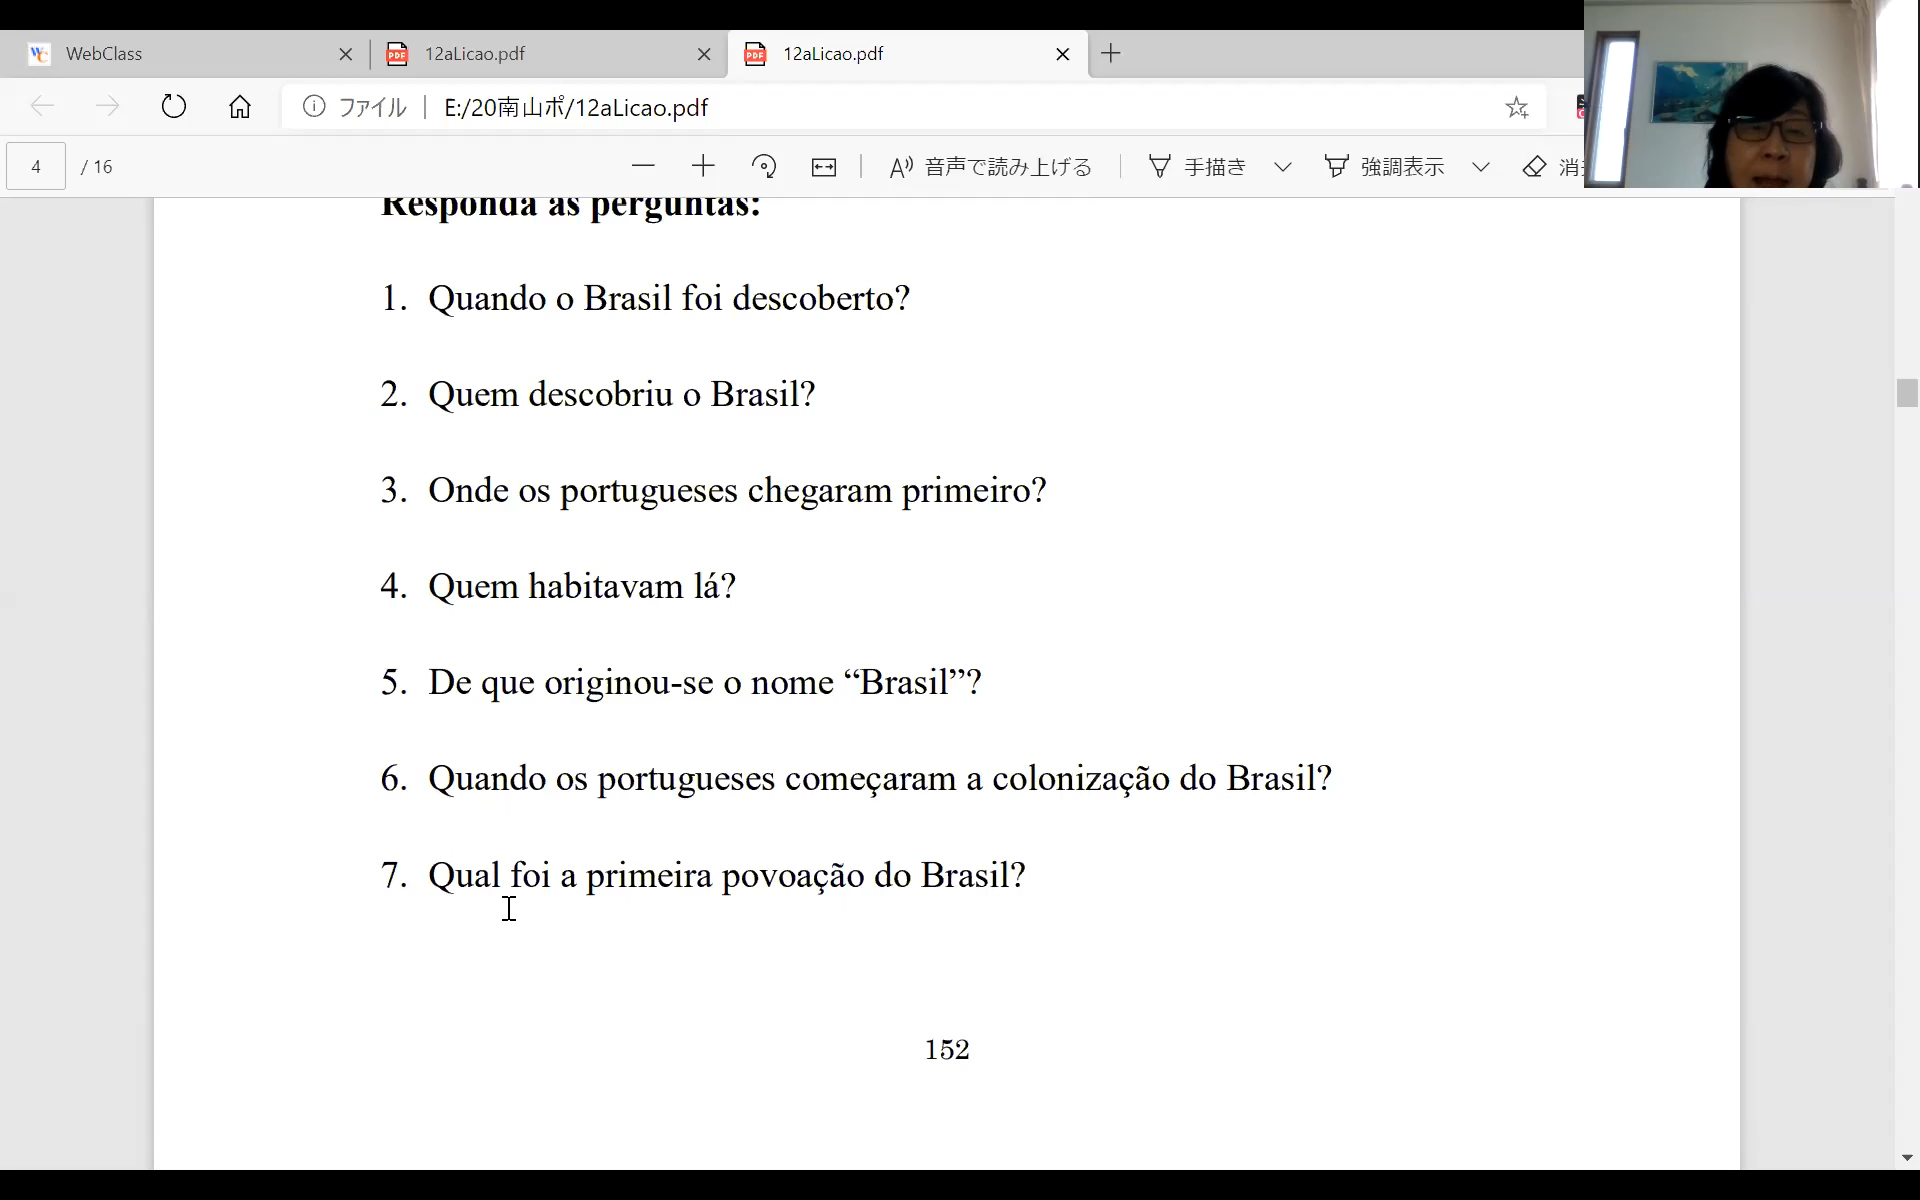 WebClass
12aLicao.pdf
12aLicao.pdf
ファイル
E:/20南山ポ/12aLicao.pdf
4 / 16
音声で読み上げる
手描き
強調表示
Responda as perguntas:
1. Quando o Brasil foi descoberto?
2. Quem descobriu o Brasil?
3. Onde os portugueses chegaram primeiro?
4. Quem habitavam lá?
5. De que originou-se o nome “Brasil”?
6. Quando os portugueses começaram a colonização do Brasil?
7. Qual foi a primeira povoação do Brasil?
152